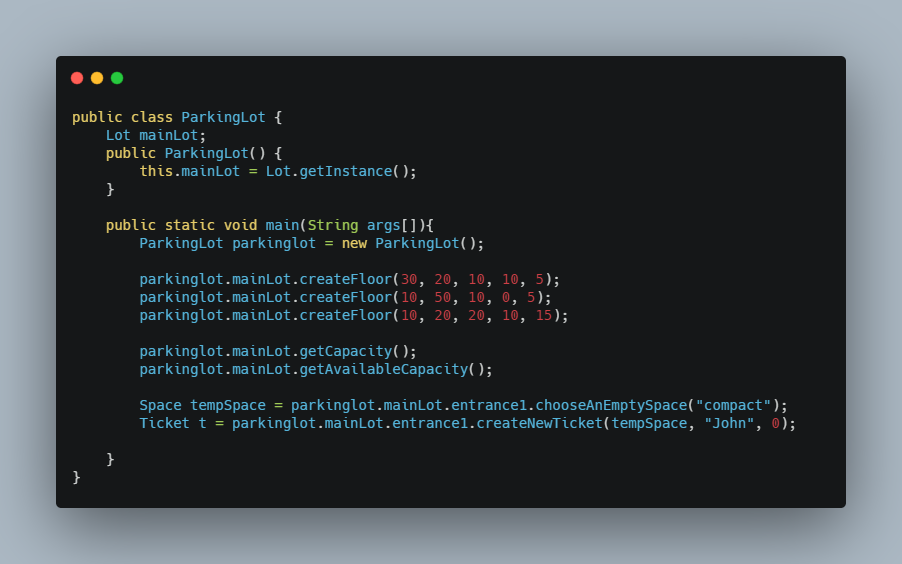 public class ParkingLot {
    Lot mainLot;
    public ParkingLot() {
        this.mainLot = Lot.getInstance();
    }

    public static void main(String args[]){
        ParkingLot parkinglot = new ParkingLot();

        parkinglot.mainLot.createFloor(30, 20, 10, 10, 5);
        parkinglot.mainLot.createFloor(10, 50, 10, 0, 5);
        parkinglot.mainLot.createFloor(10, 20, 20, 10, 15);

        parkinglot.mainLot.getCapacity();
        parkinglot.mainLot.getAvailableCapacity();

        Space tempSpace = parkinglot.mainLot.entrance1.chooseAnEmptySpace("compact");
        Ticket t = parkinglot.mainLot.entrance1.createNewTicket(tempSpace, "John", 0);

    }
}